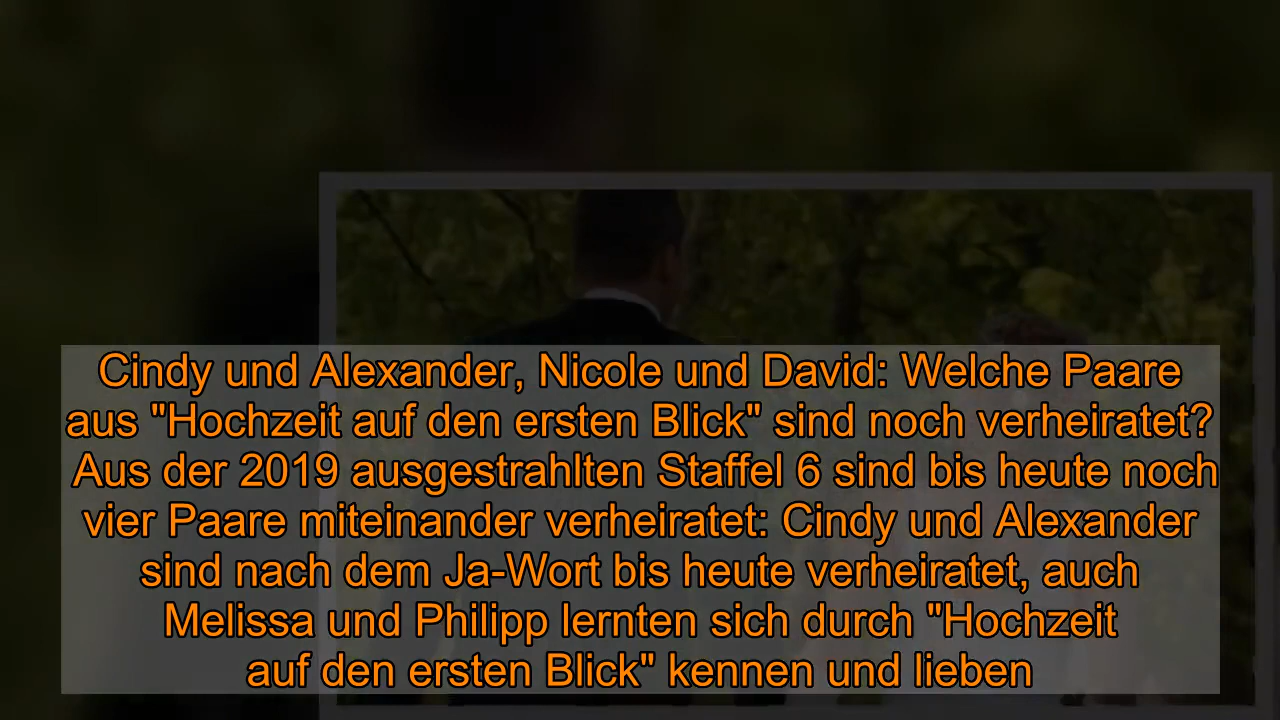 Cindy und Alexander, Nicole und David: Welche Paare
aus "Hochzeit auf den ersten Blick" sind noch verheiratet?
Aus der 2019 ausgestrahlten Staffel 6 sind bis heute noch
vier Paare miteinander verheiratet: Cindy und Alexander
sind nach dem Ja-Wort bis heute verheiratet, auch
Melissa und Philipp lernten sich durch "Hochzeit
auf den ersten Blick" kennen und lieben